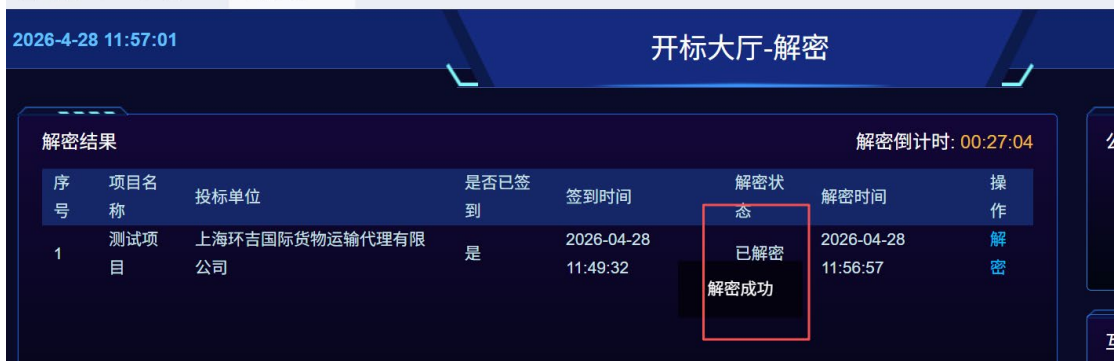 2026-4-28 11:57:01
开标大厅-解密
解密结果
解密倒计时: 00:27:04
序号 项目名称 投标单位 是否已签到 签到时间 解密状态 解密时间 操作
1 测试项目 上海环吉国际货物运输代理有限公司 是 2026-04-28 11:49:32 已解密 2026-04-28 11:56:57 解密
解密成功